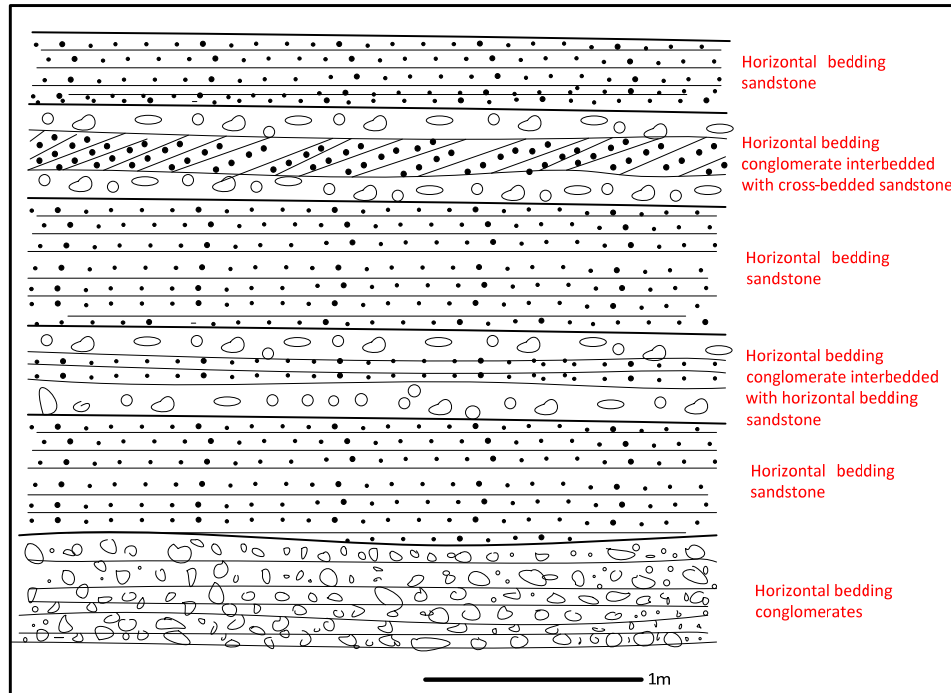 Horizontal bedding
sandstone
Horizontal bedding
conglomerate interbedded
with cross-bedded sandstone
Horizontal bedding
sandstone
Horizontal bedding
conglomerate interbedded
with horizontal bedding
sandstone
Horizontal bedding
sandstone
Horizontal bedding
conglomerates
1m